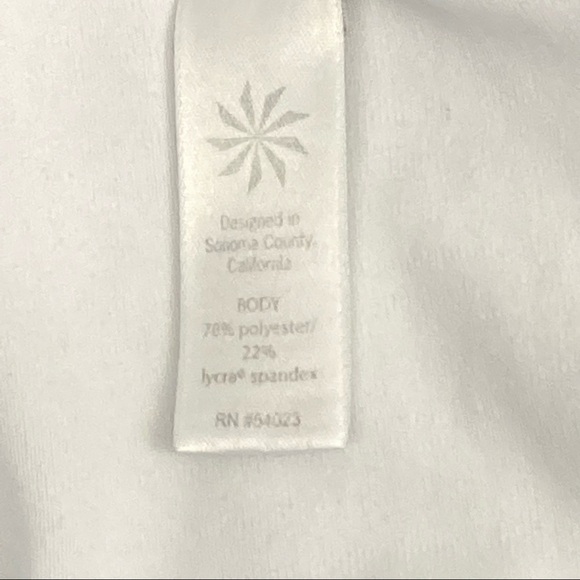 Designed in
Sonoma County,
California
BODY
78% polyester/
22%
lycra® spandex
RN #54023